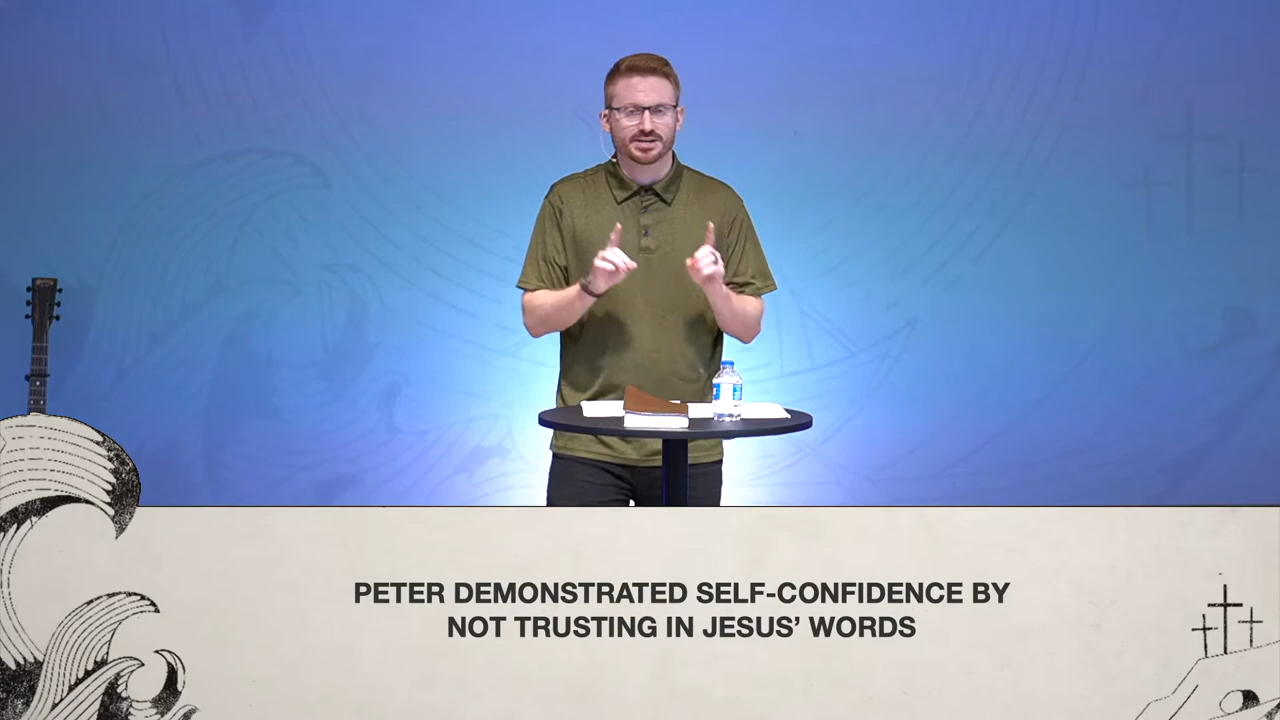 PETER DEMONSTRATED SELF-CONFIDENCE BY
NOT TRUSTING IN JESUS’ WORDS